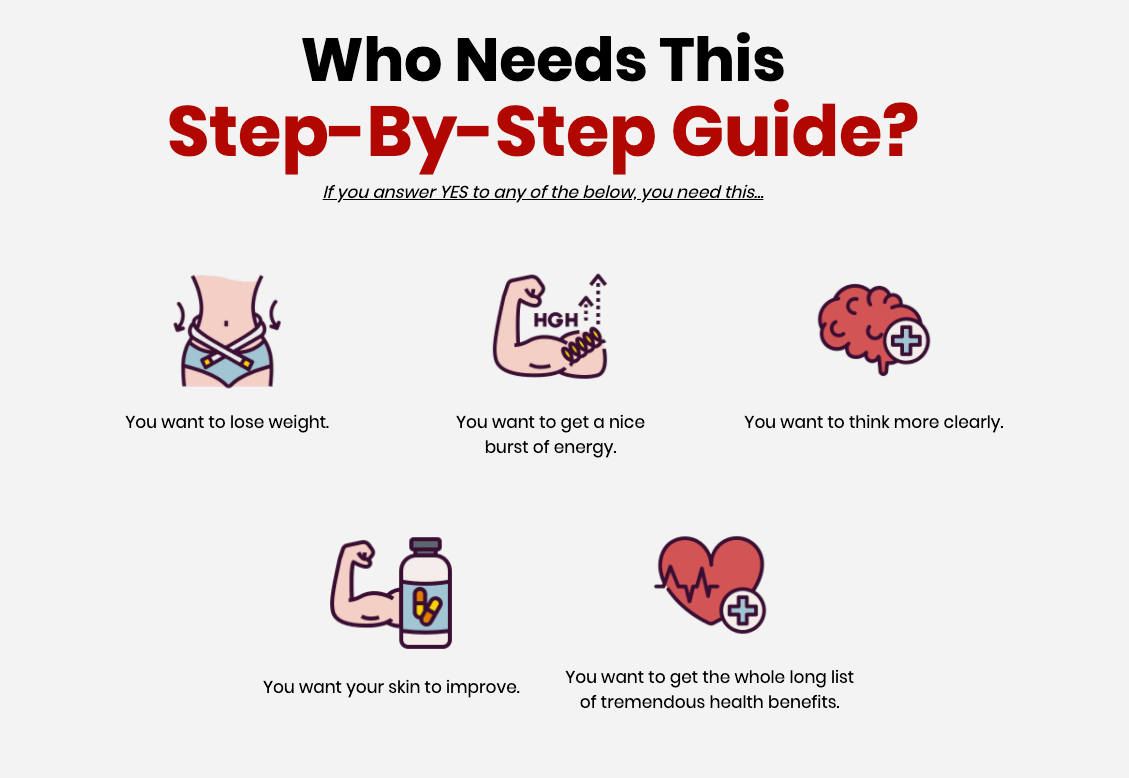 Who Needs This
Step-By-Step Guide?
If you answer YES to any of the below, you need this...
HGH
You want to lose weight.
You want to get a nice
burst of energy.
You want to think more clearly.
You want your skin to improve.
You want to get the whole long list
of tremendous health benefits.